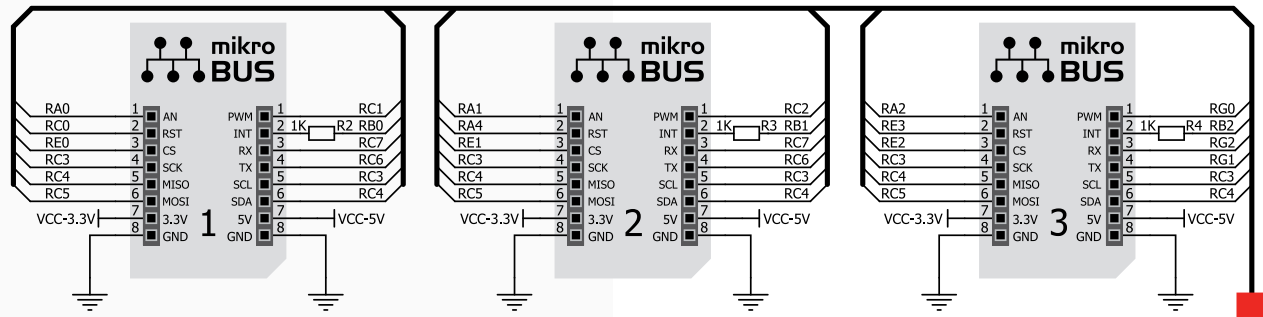 mikro mikro mikro
BUS BUS BUS
RA0 1 AN PWM 1 RC1 RA1 1 AN PWM 1 RC2 RA2 1 AN PWM 1 RG0
RC0 2 RST INT 2 1K R2 RB0 RA4 2 RST INT 2 1K R3 RB1 RE3 2 RST INT 2 1K R4 RB2
RE0 3 CS RX 3 RC7 RE1 3 CS RX 3 RC7 RE2 3 CS RX 3 RG2
RC3 4 SCK TX 4 RC6 RC3 4 SCK TX 4 RC6 RC3 4 SCK TX 4 RG1
RC4 5 MISO SCL 5 RC3 RC4 5 MISO SCL 5 RC3 RC4 5 MISO SCL 5 RC3
RC5 6 MOSI SDA 6 RC4 RC5 6 MOSI SDA 6 RC4 RC5 6 MOSI SDA 6 RC4
VCC-3.3V 7 3.3V 5V 7 VCC-5V VCC-3.3V 7 3.3V 5V 7 VCC-5V VCC-3.3V 7 3.3V 5V 7 VCC-5V
8 GND 1 GND 8 8 GND 2 GND 8 8 GND 3 GND 8